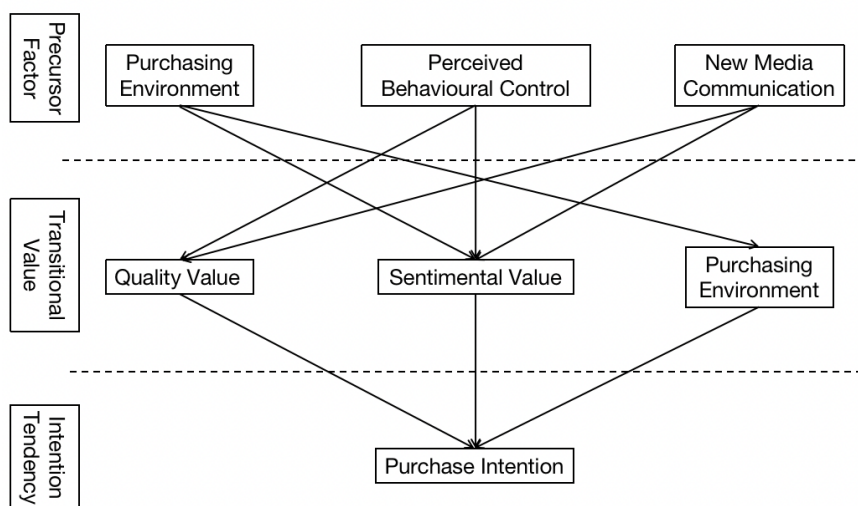 Precursor
Factor
Purchasing
Environment
Perceived
Behavioural Control
New Media
Communication
Transitional
Value
Quality Value
Sentimental Value
Purchasing
Environment
Intention
Tendency
Purchase Intention